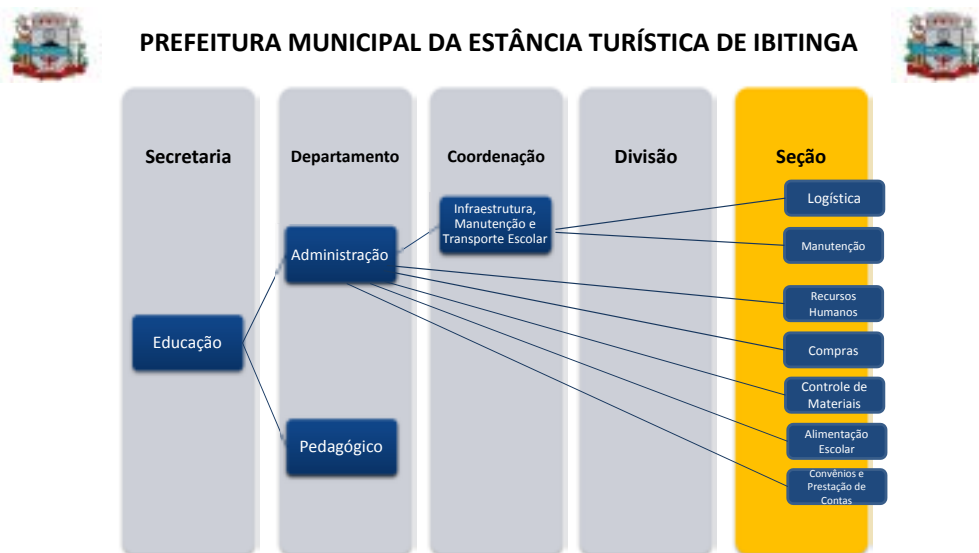 PREFEITURA MUNICIPAL DA ESTÂNCIA TURÍSTICA DE IBITINGA
Secretaria
Departamento
Coordenação
Divisão
Seção
Educação
Administração
Pedagógico
Infraestrutura,
Manutenção e
Transporte Escolar
Logística
Manutenção
Recursos
Humanos
Compras
Controle de
Materiais
Alimentação
Escolar
Convênios e
Prestação de
Contas